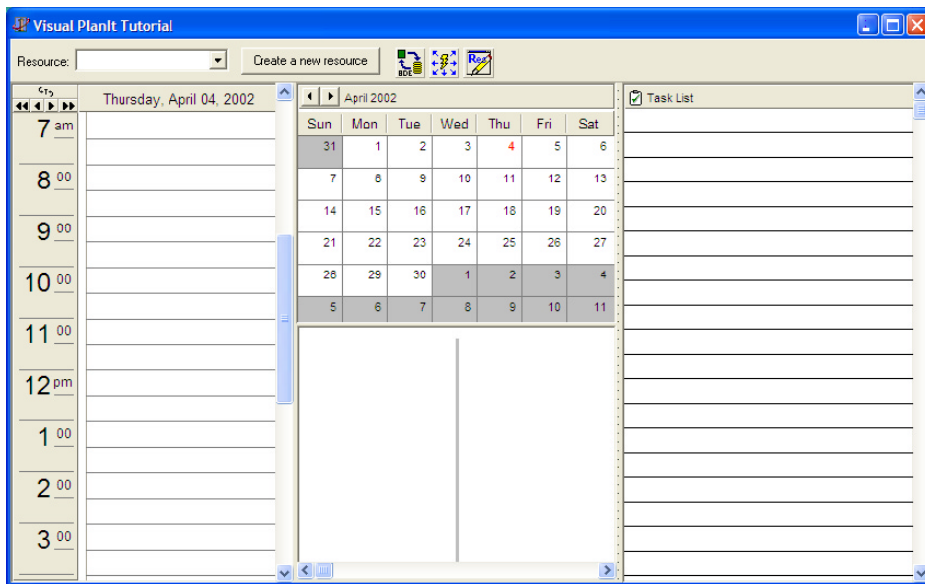 Visual PlanIt Tutorial
Resource:
Create a new resource
BDE
Res
Thursday, April 04, 2002
7 am
8 00
9 00
10 00
11 00
12 pm
1 00
2 00
3 00
April 2002
Sun Mon Tue Wed Thu Fri Sat
31 1 2 3 4 5 6
7 8 9 10 11 12 13
14 15 16 17 18 19 20
21 22 23 24 25 26 27
28 29 30 1 2 3 4
5 6 7 8 9 10 11
Task List